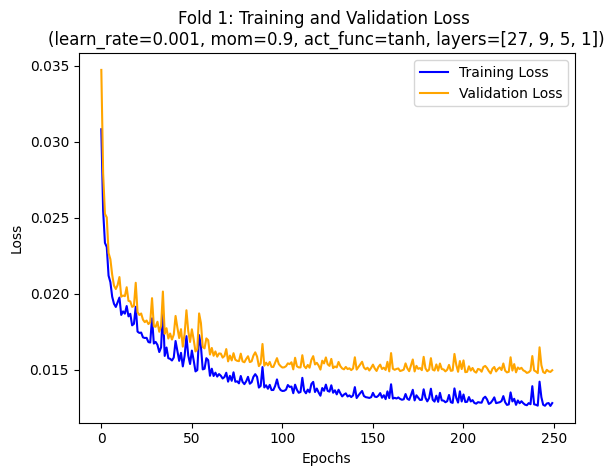 Fold 1: Training and Validation Loss
(learn_rate=0.001, mom=0.9, act_func=tanh, layers=[27, 9, 5, 1])
Training Loss
Validation Loss
0.035
0.030
0.025
0.020
0.015
Loss
0
50
100
150
200
250
Epochs